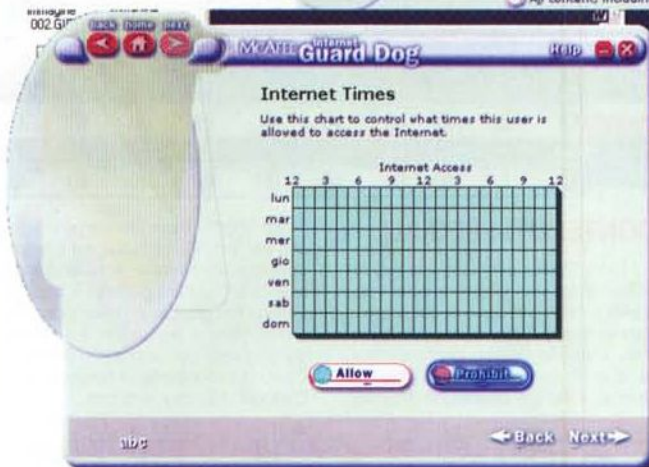 002.GIF
back home next
McAFEE internet Guard Dog
Help
Internet Times
Use this chart to control what times this user is
allowed to access the Internet.
Internet Access
12 3 6 9 12 3 6 9 12
lun
mar
mer
gio
ven
sab
dom
Allow
Prohibit
abc
Back Next